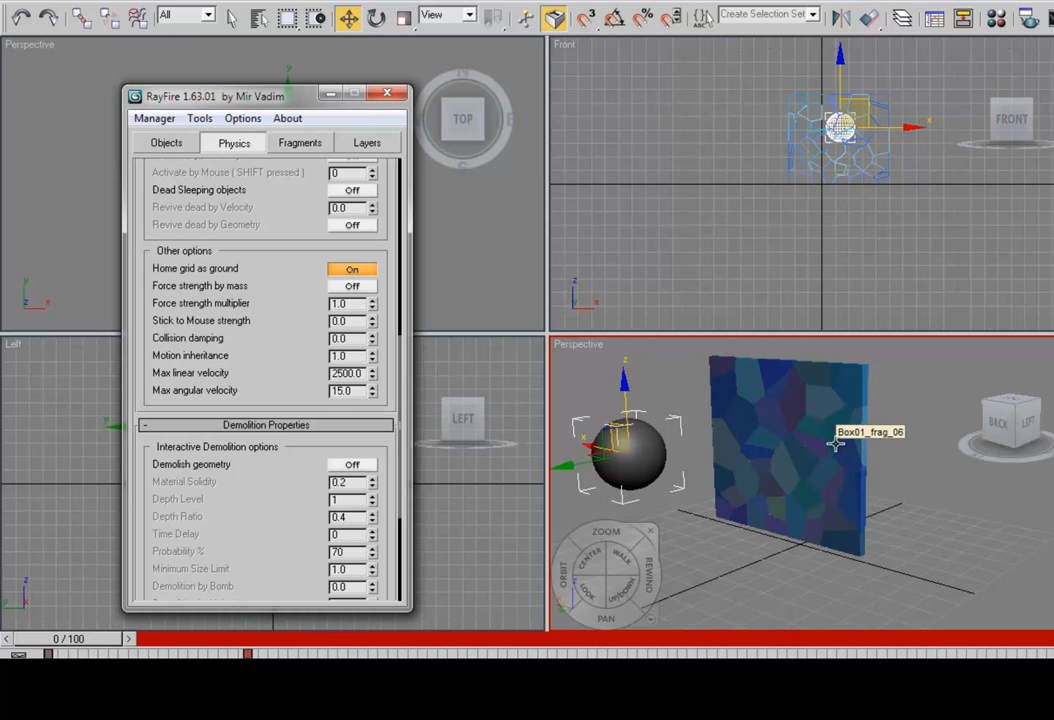 All
View
3
Create Selection Set
Perspective
Front
RayFire 1.63.01 by Mir Vadim
TOP
FRONT
Manager Tools Options About
Objects Physics Fragments Layers
Activate by Mouse ( SHIFT pressed ) 0
Dead Sleeping objects Off
Revive dead by Velocity 0.0
Revive dead by Geometry Off
Other options
Home grid as ground On
Force strength by mass Off
Force strength multiplier 1.0
Stick to Mouse strength 0.0
Collision damping 0.0
Motion inheritance 1.0
Max linear velocity 2500.0
Max angular velocity 15.0
Demolition Properties
Interactive Demolition options
Demolish geometry Off
Material Solidity 0.2
Depth Level 1
Depth Ratio 0.4
Time Delay 0
Probability % 70
Minimum Size Limit 1.0
Demolition by Bomb 0.0
Left
LEFT
Perspective
Box01_frag_06
BACK LEFT
ZOOM
ORBIT
CENTER
WALK
REWIND
LOOK
UP/DOWN
PAN
x
y
z
0 / 100